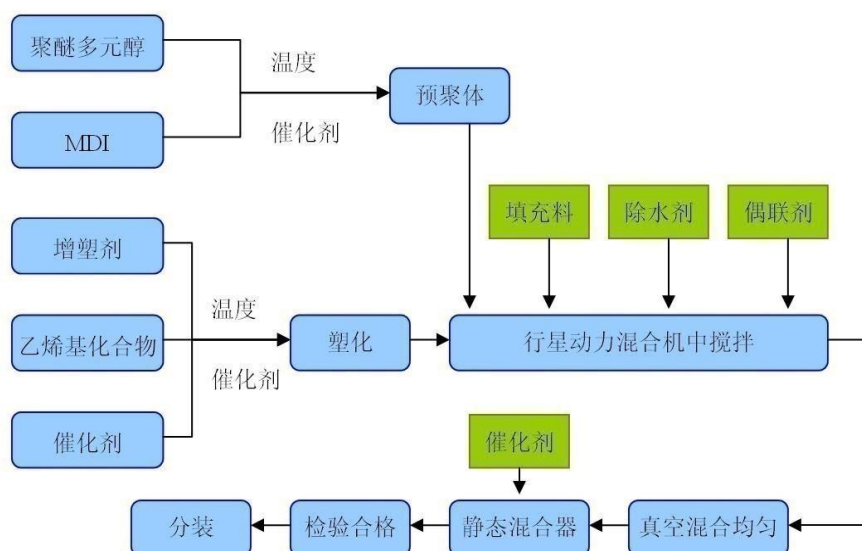 聚醚多元醇
温度
预聚体
MDI
催化剂
填充料
除水剂
偶联剂
增塑剂
温度
乙烯基化合物
塑化
行星动力混合机中搅拌
催化剂
催化剂
催化剂
分装
检验合格
静态混合器
真空混合均匀